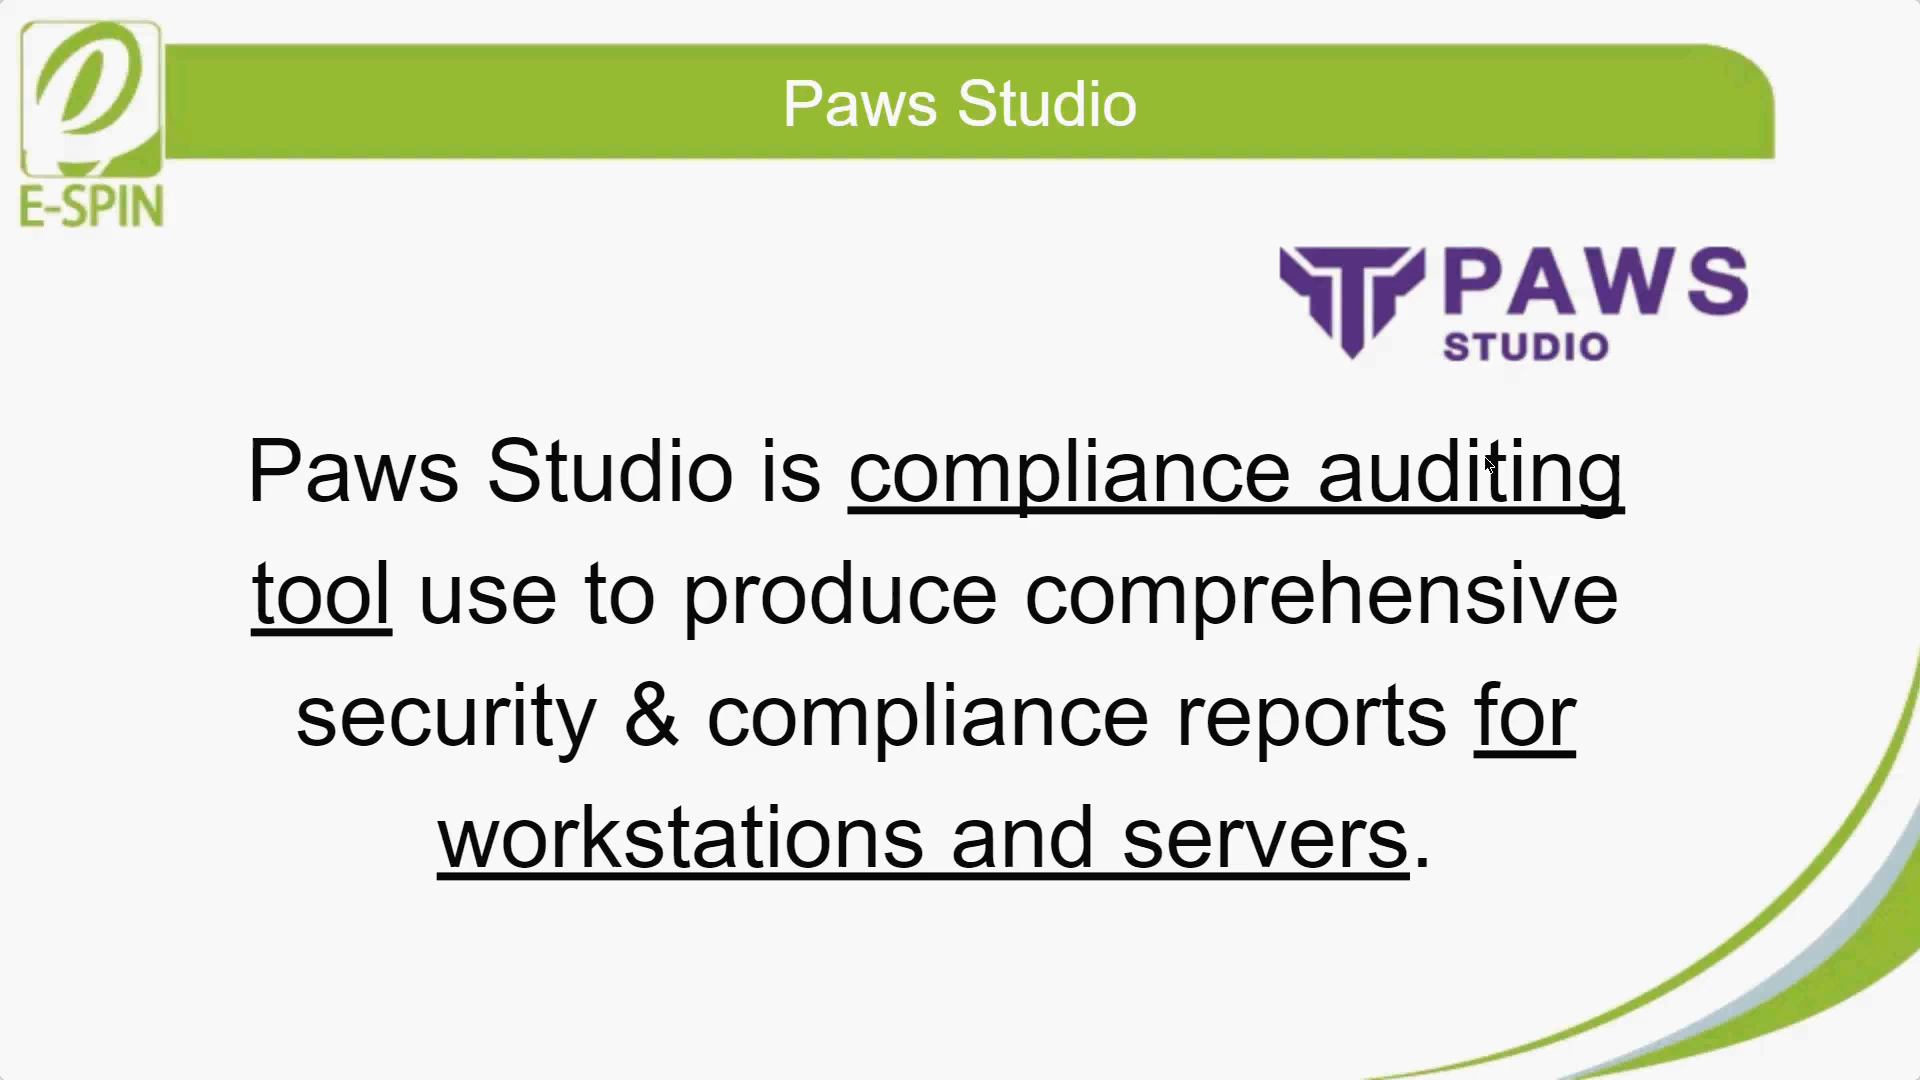 Paws Studio
E-SPIN
PAWS
STUDIO
Paws Studio is compliance auditing
tool use to produce comprehensive
security & compliance reports for
workstations and servers.